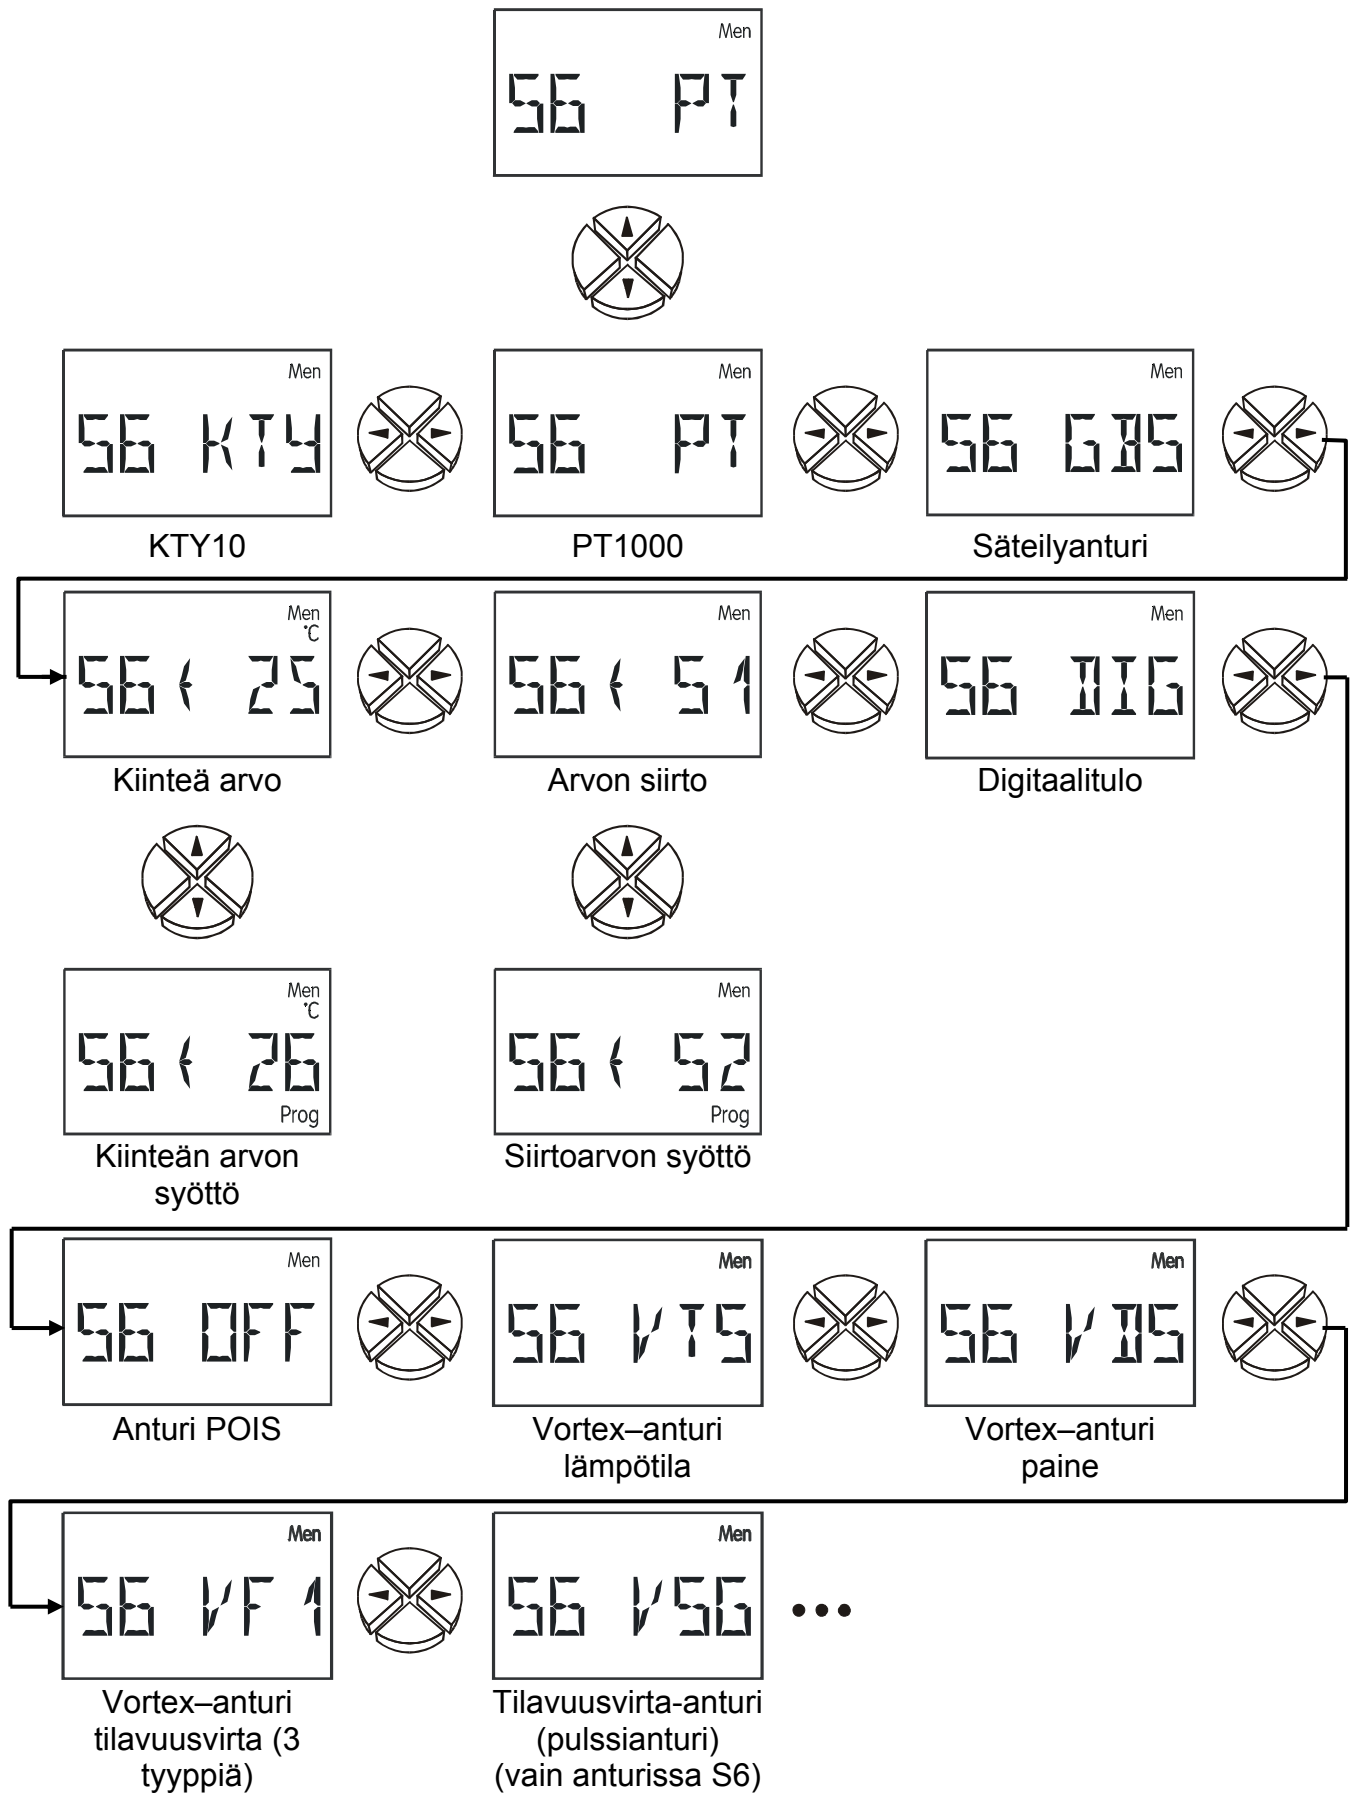 Men
S6 PT
Men
S6 KTY
Men
S6 PT
Men
S6 GBS
KTY10
PT1000
Säteilyanturi
Men
°C
S6 < 25
Men
S6 < S1
Men
S6 DIG
Kiinteä arvo
Arvon siirto
Digitaalitulo
Men
°C
S6 < 26
Prog
Men
S6 < S2
Prog
Kiinteän arvon
syöttö
Siirtoarvon syöttö
Men
S6 OFF
Men
S6 VTS
Men
S6 VDS
Anturi POIS
Vortex–anturi
lämpötila
Vortex–anturi
paine
Men
S6 VF1
Men
S6 VSG
•••
Vortex–anturi
tilavuusvirta (3
tyyppiä)
Tilavuusvirta-anturi
(pulssianturi)
(vain anturissa S6)